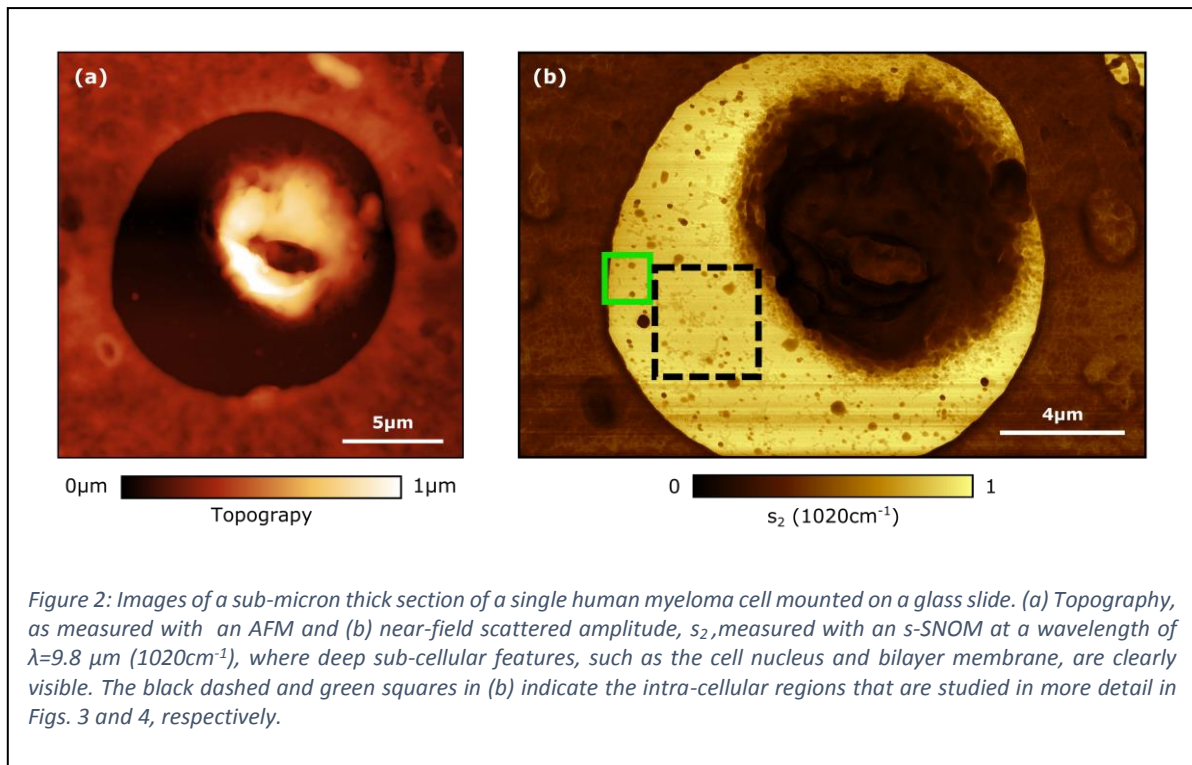 (a)
(b)
5µm
4µm
0µm
1µm
Topograpy
0
1
s₂ (1020cm⁻¹)
Figure 2: Images of a sub-micron thick section of a single human myeloma cell mounted on a glass slide. (a) Topography,
as measured with an AFM and (b) near-field scattered amplitude, s₂ ,measured with an s-SNOM at a wavelength of
λ=9.8 µm (1020cm⁻¹), where deep sub-cellular features, such as the cell nucleus and bilayer membrane, are clearly
visible. The black dashed and green squares in (b) indicate the intra-cellular regions that are studied in more detail in
Figs. 3 and 4, respectively.